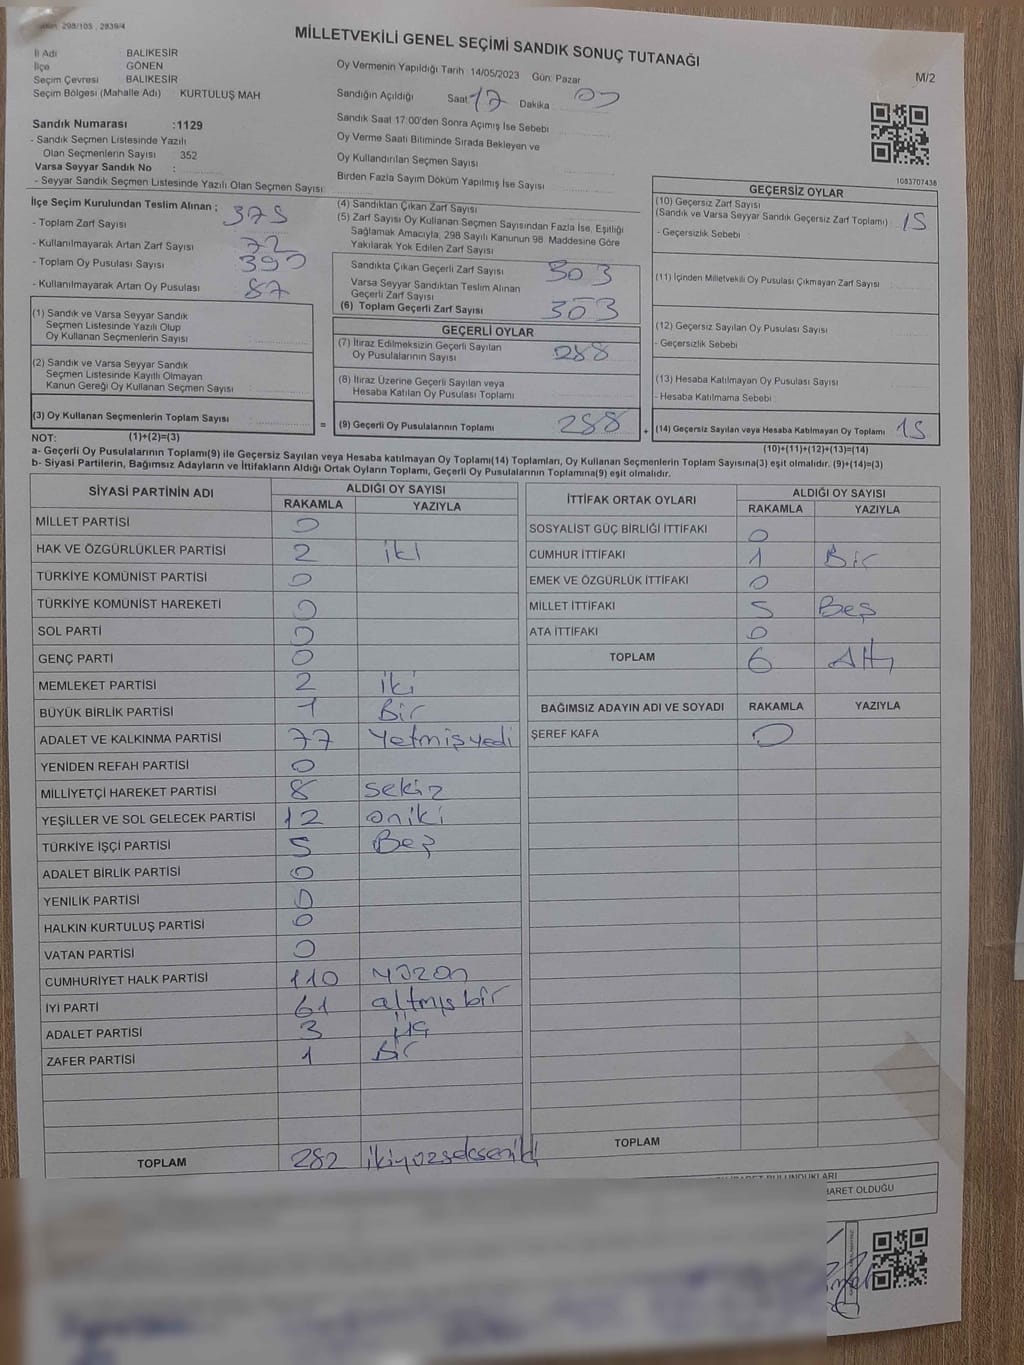 298/105 , 2839/4
MİLLETVEKİLİ GENEL SEÇİMİ SANDIK SONUÇ TUTANAĞI
M/2
İl Adı BALIKESİR
İlçe GÖNEN
Seçim Çevresi BALIKESİR
Seçim Bölgesi (Mahalle Adı) KURTULUŞ MAH.
Sandık Numarası :1129
- Sandık Seçmen Listesinde Yazılı
Olan Seçmenlerin Sayısı 352
Varsa Seyyar Sandık No :
- Seyyar Sandık Seçmen Listesinde Yazılı Olan Seçmen Sayısı:
Oy Vermenin Yapıldığı Tarih :14/05/2023 Gün: Pazar
Sandığın Açıldığı Saat 17 Dakika
Sandık Saat 17:00'den Sonra Açımış İse Sebebi
Oy Verme Saati Bitiminde Sırada Bekleyen ve
Oy Kullandırılan Seçmen Sayısı
Birden Fazla Sayım Döküm Yapılmış İse Sayısı
1083707438
İlçe Seçim Kurulundan Teslim Alınan ;
- Toplam Zarf Sayısı 375
- Kullanılmayarak Artan Zarf Sayısı 72
- Toplam Oy Pusulası Sayısı 390
- Kullanılmayarak Artan Oy Pusulası 87
(1) Sandık ve Varsa Seyyar Sandık
Seçmen Listesinde Yazılı Olup
Oy Kullanan Seçmenlerin Sayısı
(2) Sandık ve Varsa Seyyar Sandık
Seçmen Listesinde Kayıtlı Olmayan
Kanun Gereği Oy Kullanan Seçmen Sayısı :
(3) Oy Kullanan Seçmenlerin Toplam Sayısı :
(4) Sandıktan Çıkan Zarf Sayısı
(5) Zarf Sayısı Oy Kullanan Seçmen Sayısından Fazla İse, Eşitliği
Sağlamak Amacıyla, 298 Sayılı Kanunun 98. Maddesine Göre
Yakılarak Yok Edilen Zarf Sayısı
Sandıkta Çıkan Geçerli Zarf Sayısı 303
Varsa Seyyar Sandıktan Teslim Alınan
Geçerli Zarf Sayısı
(6) Toplam Geçerli Zarf Sayısı 303
GEÇERLİ OYLAR
(7) İtiraz Edilmeksizin Geçerli Sayılan
Oy Pusulalarının Sayısı 288
(8) İtiraz Üzerine Geçerli Sayılan veya
Hesaba Katılan Oy Pusulası Toplamı
= (9) Geçerli Oy Pusulalarının Toplamı 288 +
GEÇERSİZ OYLAR
(10) Geçersiz Zarf Sayısı
(Sandık ve Varsa Seyyar Sandık Geçersiz Zarf Toplamı) : 15
- Geçersizlik Sebebi :
(11) İçinden Milletvekili Oy Pusulası Çıkmayan Zarf Sayısı
(12) Geçersiz Sayılan Oy Pusulası Sayısı
- Geçersizlik Sebebi
(13) Hesaba Katılmayan Oy Pusulası Sayısı
- Hesaba Katılmama Sebebi
(14) Geçersiz Sayılan veya Hesaba Katılmayan Oy Toplamı 15
NOT: (1)+(2)=(3)
(10)+(11)+(12)+(13)=(14)
a- Geçerli Oy Pusulalarının Toplamı(9) ile Geçersiz Sayılan veya Hesaba katılmayan Oy Toplamı(14) Toplamları, Oy Kullanan Seçmenlerin Toplam Sayısına(3) eşit olmalıdır. (9)+(14)=(3)
b- Siyasi Partilerin, Bağımsız Adayların ve İttifakların Aldığı Ortak Oyların Toplamı, Geçerli Oy Pusulalarının Toplamına(9) eşit olmalıdır.
SİYASİ PARTİNİN ADI ALDIĞI OY SAYISI
RAKAMLA YAZIYLA
MİLLET PARTİSİ 0
HAK VE ÖZGÜRLÜKLER PARTİSİ 2 iki
TÜRKİYE KOMÜNİST PARTİSİ 0
TÜRKİYE KOMÜNİST HAREKETİ 0
SOL PARTİ 0
GENÇ PARTİ 0
MEMLEKET PARTİSİ 2 iki
BÜYÜK BİRLİK PARTİSİ 1 Bir
ADALET VE KALKINMA PARTİSİ 77 Yetmişyedi
YENİDEN REFAH PARTİSİ 0
MİLLİYETÇİ HAREKET PARTİSİ 8 sekiz
YEŞİLLER VE SOL GELECEK PARTİSİ 12 oniki
TÜRKİYE İŞÇİ PARTİSİ 5 Beş
ADALET BİRLİK PARTİSİ 0
YENİLİK PARTİSİ 0
HALKIN KURTULUŞ PARTİSİ 0
VATAN PARTİSİ 0
CUMHURİYET HALK PARTİSİ 110 yüzon
İYİ PARTİ 61 altmışbir
ADALET PARTİSİ 3 üç
ZAFER PARTİSİ 1 Bir
TOPLAM 282 ikiyüzsekseniki
İTTİFAK ORTAK OYLARI ALDIĞI OY SAYISI
RAKAMLA YAZIYLA
SOSYALİST GÜÇ BİRLİĞİ İTTİFAKI 0
CUMHUR İTTİFAKI 1 Bir
EMEK VE ÖZGÜRLÜK İTTİFAKI 0
MİLLET İTTİFAKI 5 Beş
ATA İTTİFAKI 0
TOPLAM 6 Altı
BAĞIMSIZ ADAYIN ADI VE SOYADI RAKAMLA YAZIYLA
ŞEREF KAFA 0
TOPLAM
BULUNDUKLARI
İBARET OLDUĞU